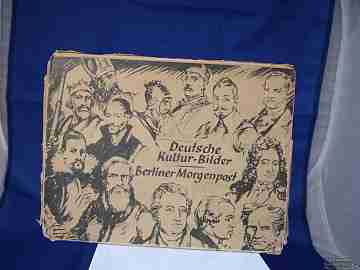 Deutsche
Kultur-Bilder
Berliner Morgenpost